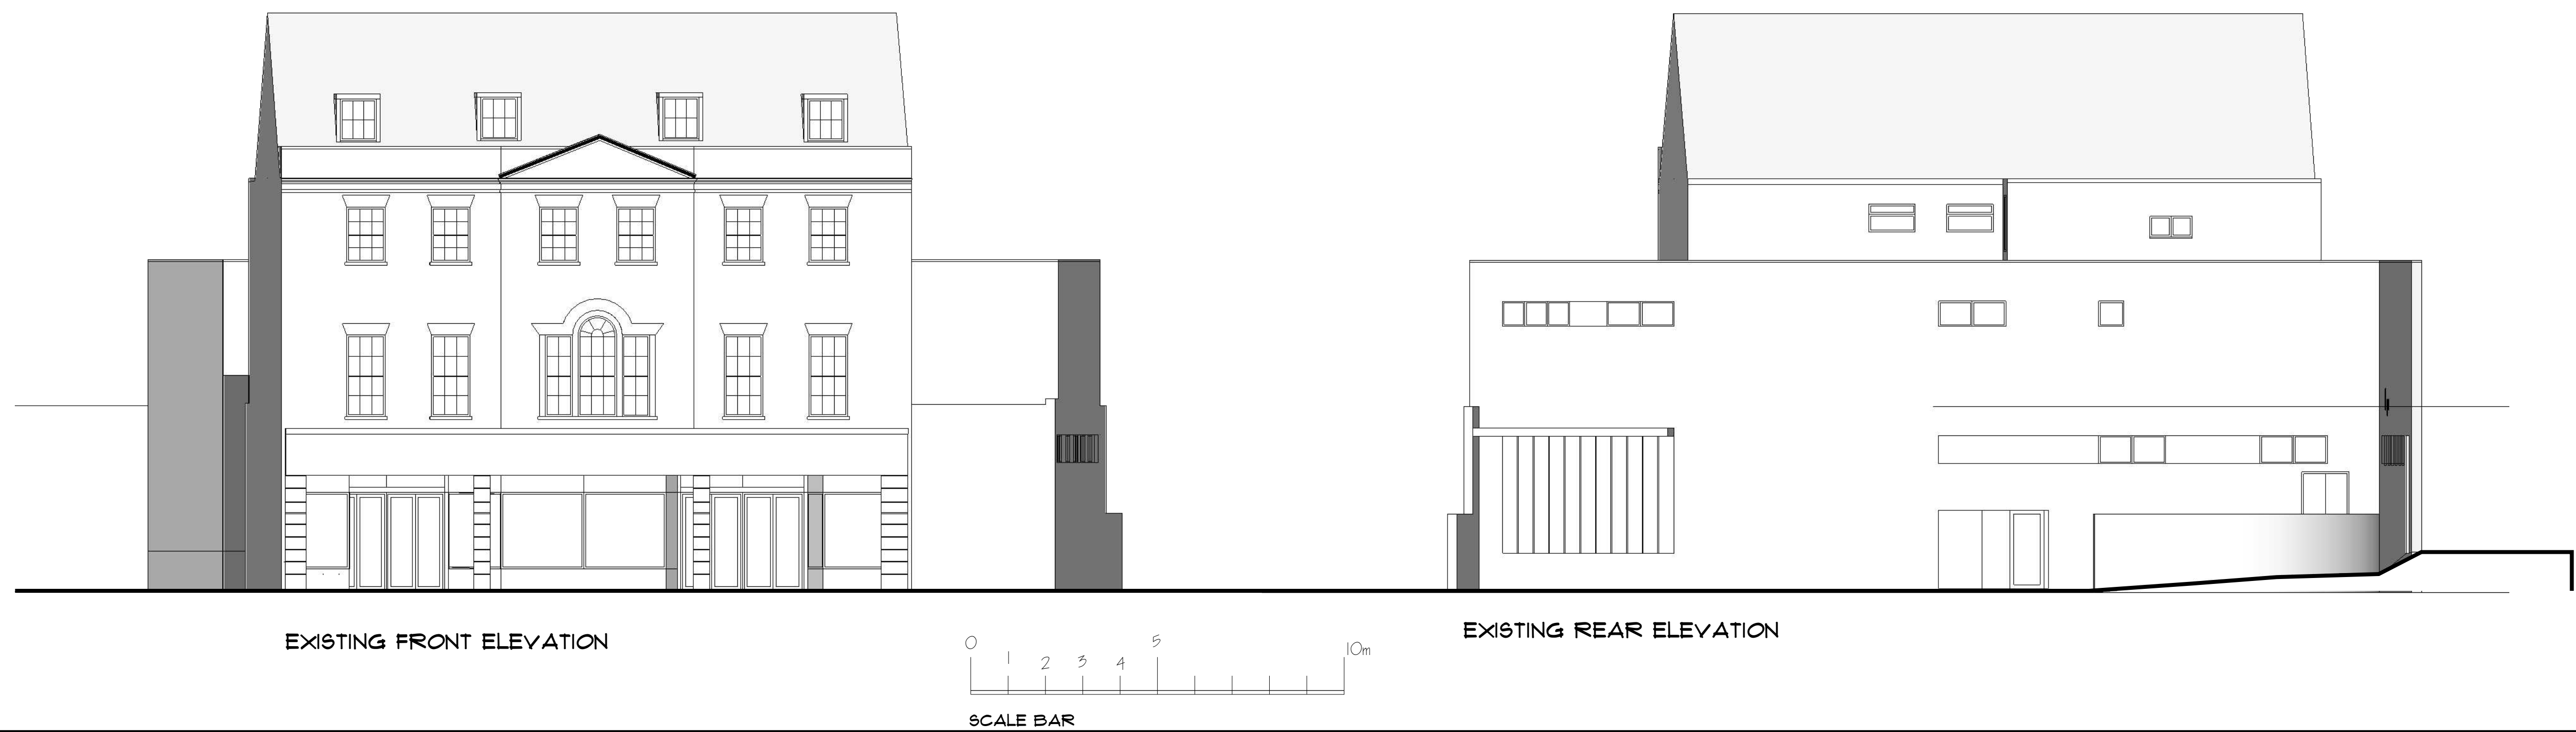 EXISTING FRONT ELEVATION
EXISTING REAR ELEVATION
0 1 2 3 4 5 10m
SCALE BAR